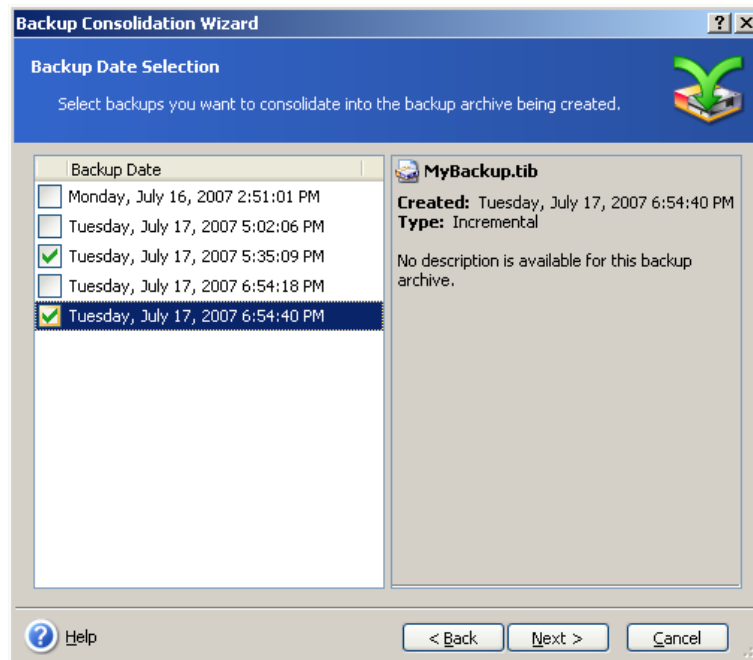 Backup Consolidation Wizard
Backup Date Selection
Select backups you want to consolidate into the backup archive being created.
Backup Date
Monday, July 16, 2007 2:51:01 PM
Tuesday, July 17, 2007 5:02:06 PM
Tuesday, July 17, 2007 5:35:09 PM
Tuesday, July 17, 2007 6:54:18 PM
Tuesday, July 17, 2007 6:54:40 PM
MyBackup.tib
Created: Tuesday, July 17, 2007 6:54:40 PM
Type: Incremental
No description is available for this backup
archive.
Help
< Back
Next >
Cancel